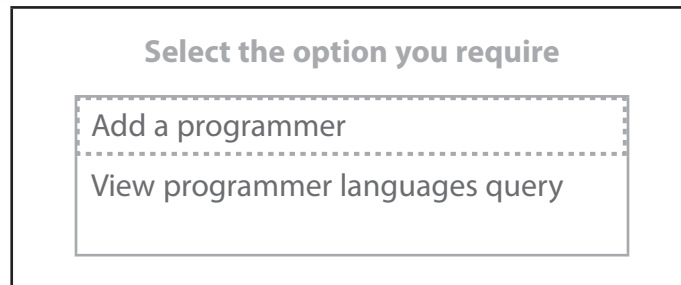 Select the option you require
Add a programmer
View programmer languages query